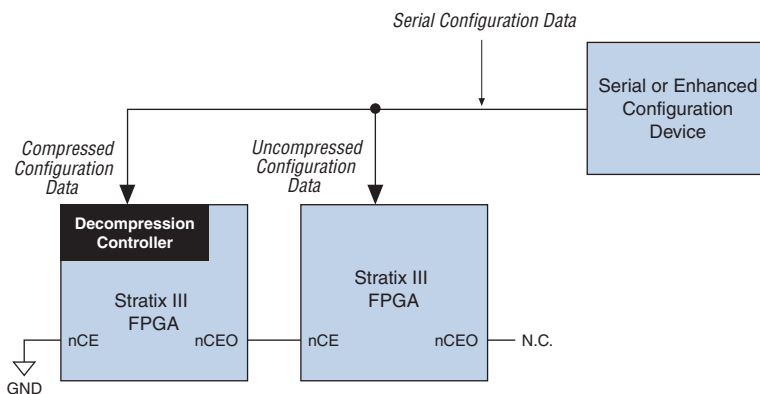 Serial Configuration Data
Serial or Enhanced
Configuration
Device
Compressed
Configuration
Data
Uncompressed
Configuration
Data
Decompression
Controller
Stratix III
FPGA
nCE
nCEO
Stratix III
FPGA
nCE
nCEO
N.C.
GND